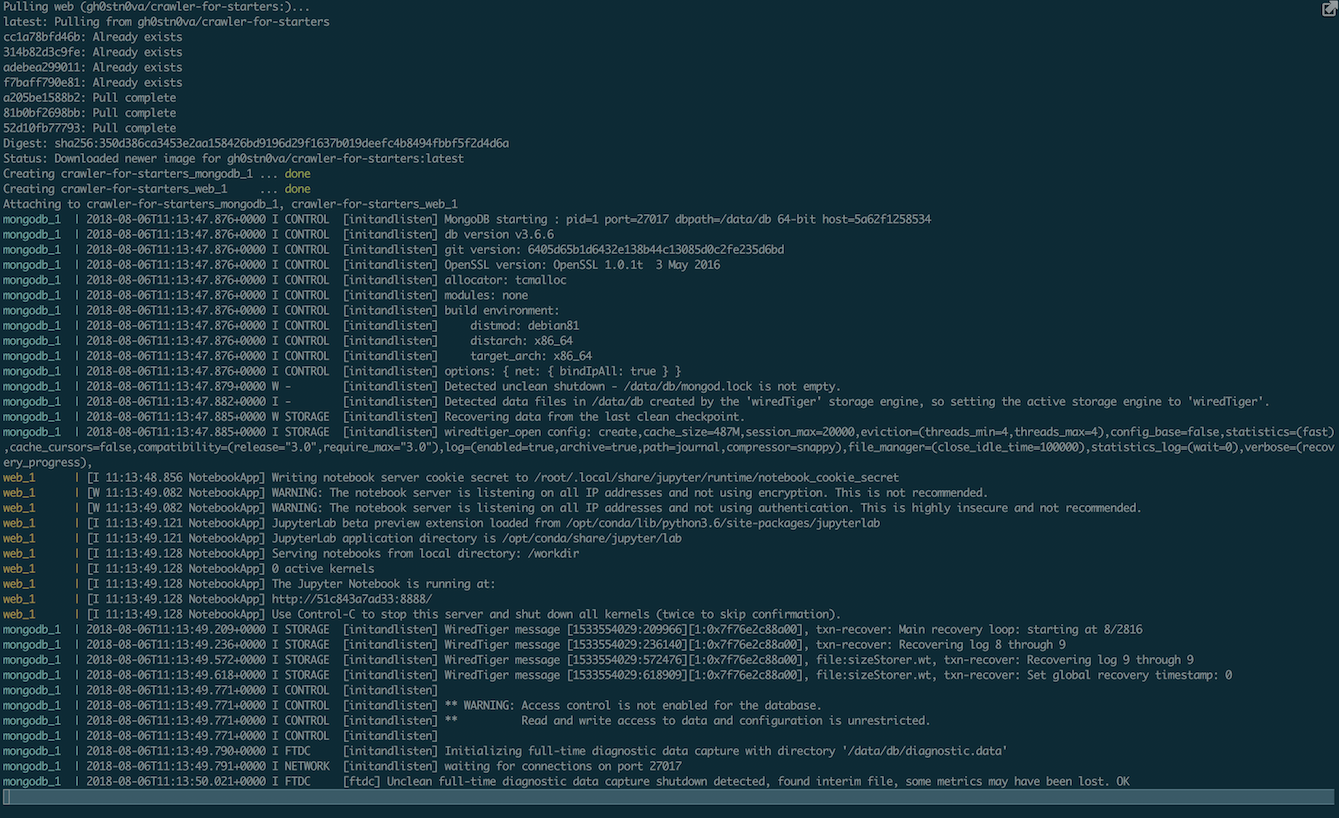 Pulling web (gh0stn0va/crawler-for-starters:)...
latest: Pulling from gh0stn0va/crawler-for-starters
cc1a78bfd46b: Already exists
314b82d3c9fe: Already exists
adebea299011: Already exists
f7baff790e81: Already exists
a205be1588b2: Pull complete
81b0bf2698bb: Pull complete
52d10fb77793: Pull complete
Digest: sha256:350d386ca3453e2aa158426bd9196d29f1637b019deefc4b8494fbbf5f2d4d6a
Status: Downloaded newer image for gh0stn0va/crawler-for-starters:latest
Creating crawler-for-starters_mongodb_1 ... done
Creating crawler-for-starters_web_1     ... done
Attaching to crawler-for-starters_mongodb_1, crawler-for-starters_web_1
mongodb_1  | 2018-08-06T11:13:47.876+0000 I CONTROL  [initandlisten] MongoDB starting : pid=1 port=27017 dbpath=/data/db 64-bit host=5a62f1258534
mongodb_1  | 2018-08-06T11:13:47.876+0000 I CONTROL  [initandlisten] db version v3.6.6
mongodb_1  | 2018-08-06T11:13:47.876+0000 I CONTROL  [initandlisten] git version: 6405d65b1d6432e138b44c13085d0c2fe235d6bd
mongodb_1  | 2018-08-06T11:13:47.876+0000 I CONTROL  [initandlisten] OpenSSL version: OpenSSL 1.0.1t  3 May 2016
mongodb_1  | 2018-08-06T11:13:47.876+0000 I CONTROL  [initandlisten] allocator: tcmalloc
mongodb_1  | 2018-08-06T11:13:47.876+0000 I CONTROL  [initandlisten] modules: none
mongodb_1  | 2018-08-06T11:13:47.876+0000 I CONTROL  [initandlisten] build environment:
mongodb_1  | 2018-08-06T11:13:47.876+0000 I CONTROL  [initandlisten]     distmod: debian81
mongodb_1  | 2018-08-06T11:13:47.876+0000 I CONTROL  [initandlisten]     distarch: x86_64
mongodb_1  | 2018-08-06T11:13:47.876+0000 I CONTROL  [initandlisten]     target_arch: x86_64
mongodb_1  | 2018-08-06T11:13:47.876+0000 I CONTROL  [initandlisten] options: { net: { bindIpAll: true } }
mongodb_1  | 2018-08-06T11:13:47.879+0000 W -        [initandlisten] Detected unclean shutdown - /data/db/mongod.lock is not empty.
mongodb_1  | 2018-08-06T11:13:47.882+0000 I -        [initandlisten] Detected data files in /data/db created by the 'wiredTiger' storage engine, so setting the active storage engine to 'wiredTiger'.
mongodb_1  | 2018-08-06T11:13:47.885+0000 W STORAGE  [initandlisten] Recovering data from the last clean checkpoint.
mongodb_1  | 2018-08-06T11:13:47.885+0000 I STORAGE  [initandlisten] wiredtiger_open config: create,cache_size=487M,session_max=20000,eviction=(threads_min=4,threads_max=4),config_base=false,statistics=(fast)
,cache_cursors=false,compatibility=(release="3.0",require_max="3.0"),log=(enabled=true,archive=true,path=journal,compressor=snappy),file_manager=(close_idle_time=100000),statistics_log=(wait=0),verbose=(recov
ery_progress),
web_1      | [I 11:13:48.856 NotebookApp] Writing notebook server cookie secret to /root/.local/share/jupyter/runtime/notebook_cookie_secret
web_1      | [W 11:13:49.082 NotebookApp] WARNING: The notebook server is listening on all IP addresses and not using encryption. This is not recommended.
web_1      | [W 11:13:49.082 NotebookApp] WARNING: The notebook server is listening on all IP addresses and not using authentication. This is highly insecure and not recommended.
web_1      | [I 11:13:49.121 NotebookApp] JupyterLab beta preview extension loaded from /opt/conda/lib/python3.6/site-packages/jupyterlab
web_1      | [I 11:13:49.121 NotebookApp] JupyterLab application directory is /opt/conda/share/jupyter/lab
web_1      | [I 11:13:49.128 NotebookApp] Serving notebooks from local directory: /workdir
web_1      | [I 11:13:49.128 NotebookApp] 0 active kernels
web_1      | [I 11:13:49.128 NotebookApp] The Jupyter Notebook is running at:
web_1      | [I 11:13:49.128 NotebookApp] http://51c843a7ad33:8888/
web_1      | [I 11:13:49.128 NotebookApp] Use Control-C to stop this server and shut down all kernels (twice to skip confirmation).
mongodb_1  | 2018-08-06T11:13:49.209+0000 I STORAGE  [initandlisten] WiredTiger message [1533554029:209966][1:0x7f76e2c88a00], txn-recover: Main recovery loop: starting at 8/2816
mongodb_1  | 2018-08-06T11:13:49.236+0000 I STORAGE  [initandlisten] WiredTiger message [1533554029:236140][1:0x7f76e2c88a00], txn-recover: Recovering log 8 through 9
mongodb_1  | 2018-08-06T11:13:49.572+0000 I STORAGE  [initandlisten] WiredTiger message [1533554029:572476][1:0x7f76e2c88a00], file:sizeStorer.wt, txn-recover: Recovering log 9 through 9
mongodb_1  | 2018-08-06T11:13:49.618+0000 I STORAGE  [initandlisten] WiredTiger message [1533554029:618909][1:0x7f76e2c88a00], file:sizeStorer.wt, txn-recover: Set global recovery timestamp: 0
mongodb_1  | 2018-08-06T11:13:49.771+0000 I CONTROL  [initandlisten]
mongodb_1  | 2018-08-06T11:13:49.771+0000 I CONTROL  [initandlisten] ** WARNING: Access control is not enabled for the database.
mongodb_1  | 2018-08-06T11:13:49.771+0000 I CONTROL  [initandlisten] **          Read and write access to data and configuration is unrestricted.
mongodb_1  | 2018-08-06T11:13:49.771+0000 I CONTROL  [initandlisten]
mongodb_1  | 2018-08-06T11:13:49.790+0000 I FTDC     [initandlisten] Initializing full-time diagnostic data capture with directory '/data/db/diagnostic.data'
mongodb_1  | 2018-08-06T11:13:49.791+0000 I NETWORK  [initandlisten] waiting for connections on port 27017
mongodb_1  | 2018-08-06T11:13:50.021+0000 I FTDC     [ftdc] Unclean full-time diagnostic data capture shutdown detected, found interim file, some metrics may have been lost. OK